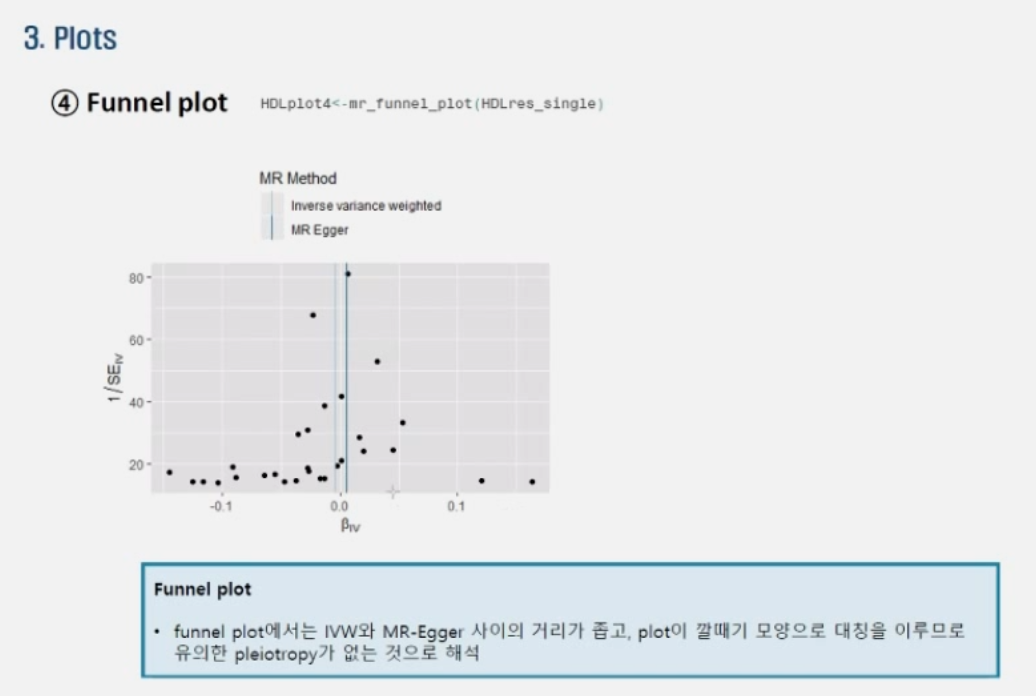 3. Plots
④ Funnel plot HDLplot4<-mr_funnel_plot(HDLres_single)
MR Method
Inverse variance weighted
MR Egger
80
60
40
20
1/SE_IV
-0.1 0.0 0.1
β_IV
Funnel plot
• funnel plot에서는 IVW와 MR-Egger 사이의 거리가 좁고, plot이 깔때기 모양으로 대칭을 이루므로
유의한 pleiotropy가 없는 것으로 해석